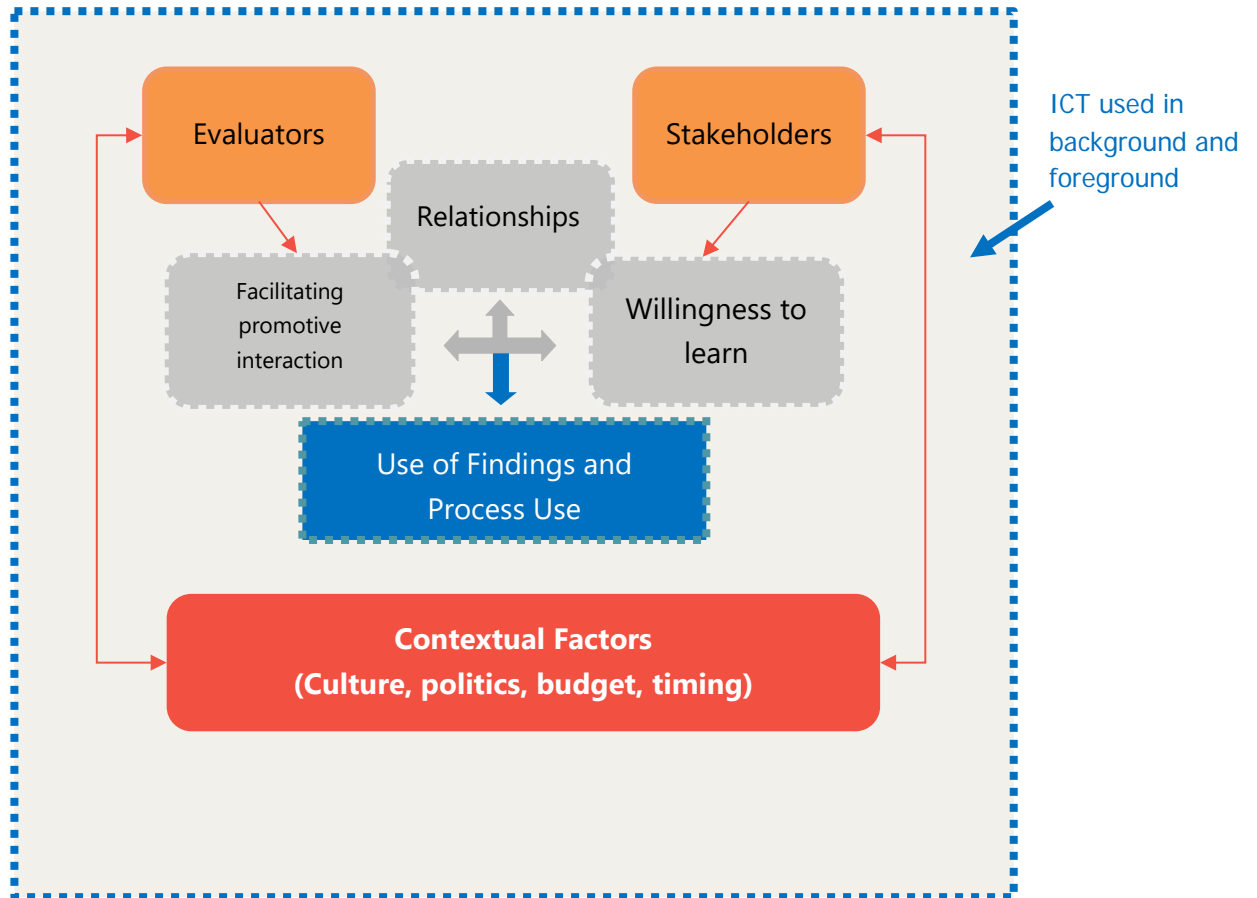 Evaluators
Stakeholders
ICT used in
background and
foreground
Relationships
Facilitating
promotive
interaction
Willingness to
learn
Use of Findings and
Process Use
Contextual Factors
(Culture, politics, budget, timing)